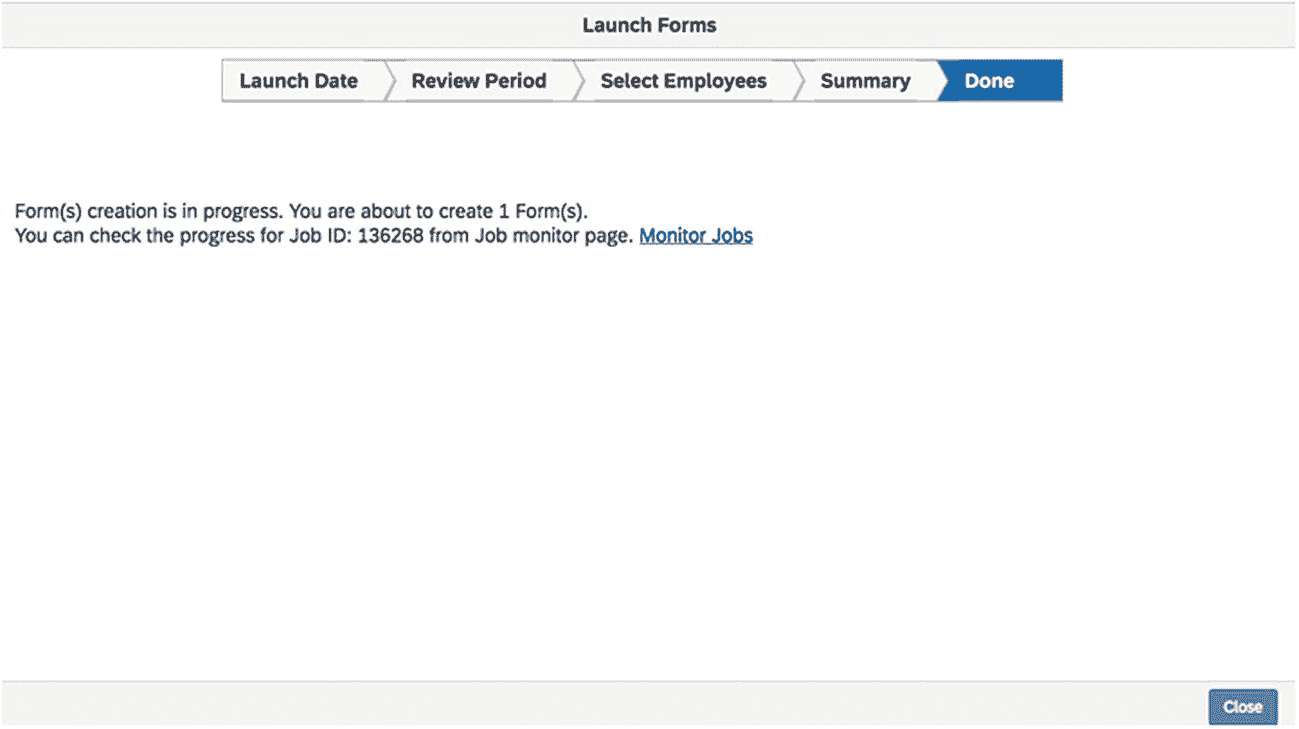 Launch Forms
Launch Date Review Period Select Employees Summary Done
Form(s) creation is in progress. You are about to create 1 Form(s).
You can check the progress for Job ID: 136268 from Job monitor page. Monitor Jobs
Close